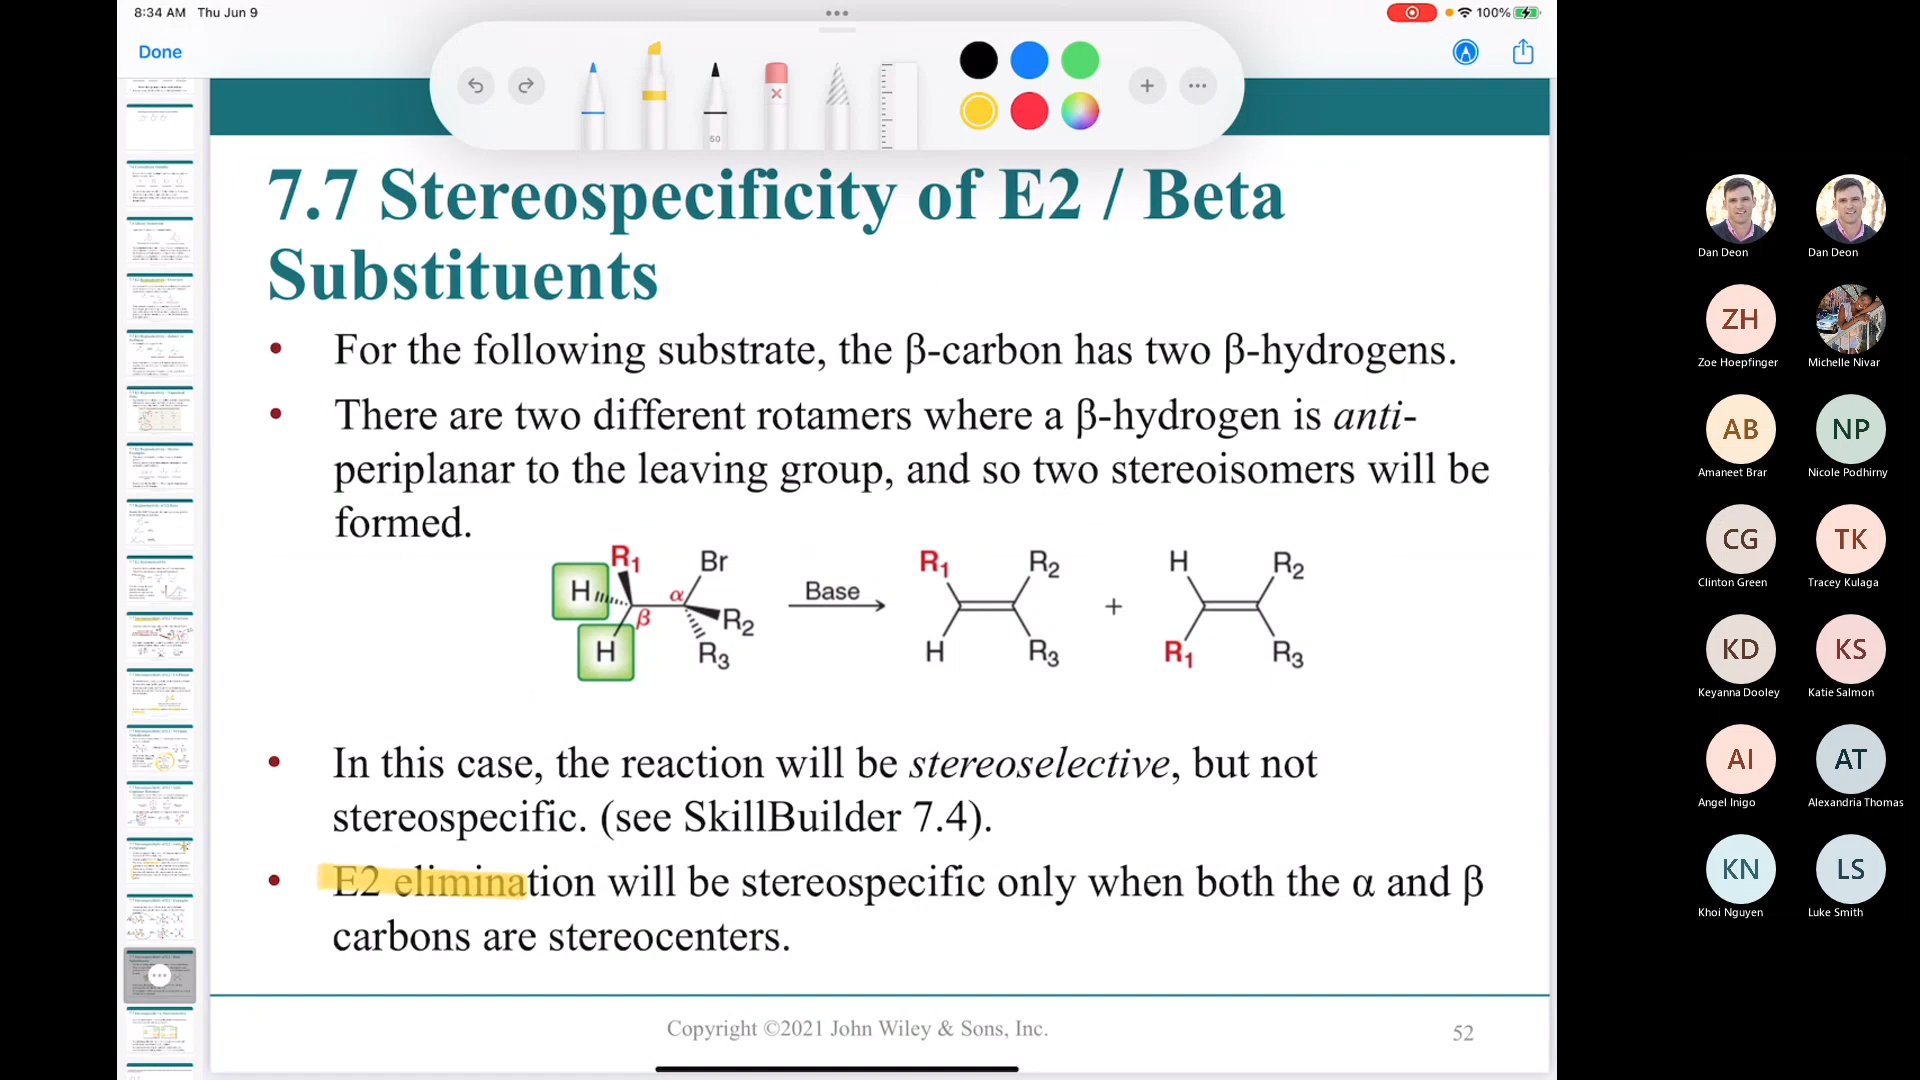 8:34 AM Thu Jun 9
100%
Done
50
7.7 Stereospecificity of E2 / Beta
Substituents
• For the following substrate, the β-carbon has two β-hydrogens.
• There are two different rotamers where a β-hydrogen is anti-
periplanar to the leaving group, and so two stereoisomers will be
formed.
R1 Br R1 R2 H R2
H α Base
β R2 +
H R3 H R3 R1 R3
• In this case, the reaction will be stereoselective, but not
stereospecific. (see SkillBuilder 7.4).
• E2 elimination will be stereospecific only when both the α and β
carbons are stereocenters.
Copyright ©2021 John Wiley & Sons, Inc.
52
Dan Deon Dan Deon
ZH
Zoe Hoepfinger Michelle Nivar
AB NP
Amaneet Brar Nicole Podhirny
CG TK
Clinton Green Tracey Kulaga
KD KS
Keyanna Dooley Katie Salmon
AI AT
Angel Inigo Alexandria Thomas
KN LS
Khoi Nguyen Luke Smith